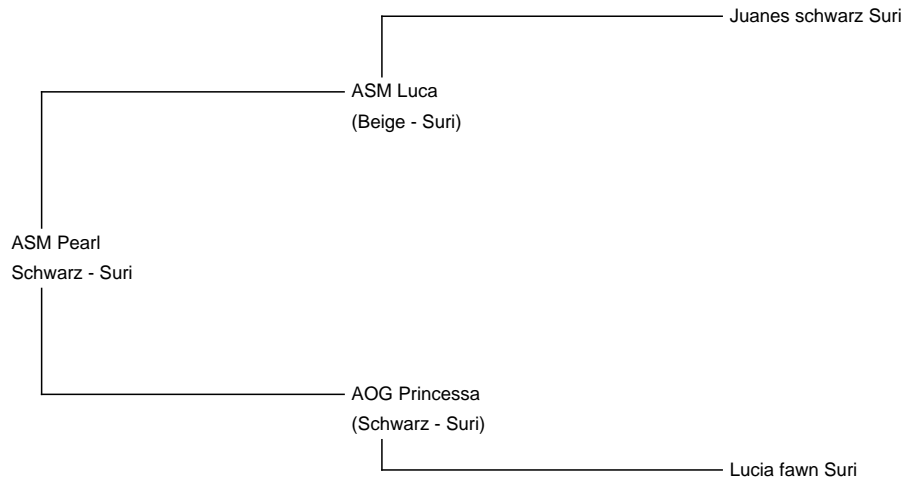 Juanes schwarz Suri
ASM Luca
(Beige - Suri)
ASM Pearl
Schwarz - Suri
AOG Princessa
(Schwarz - Suri)
Lucia fawn Suri